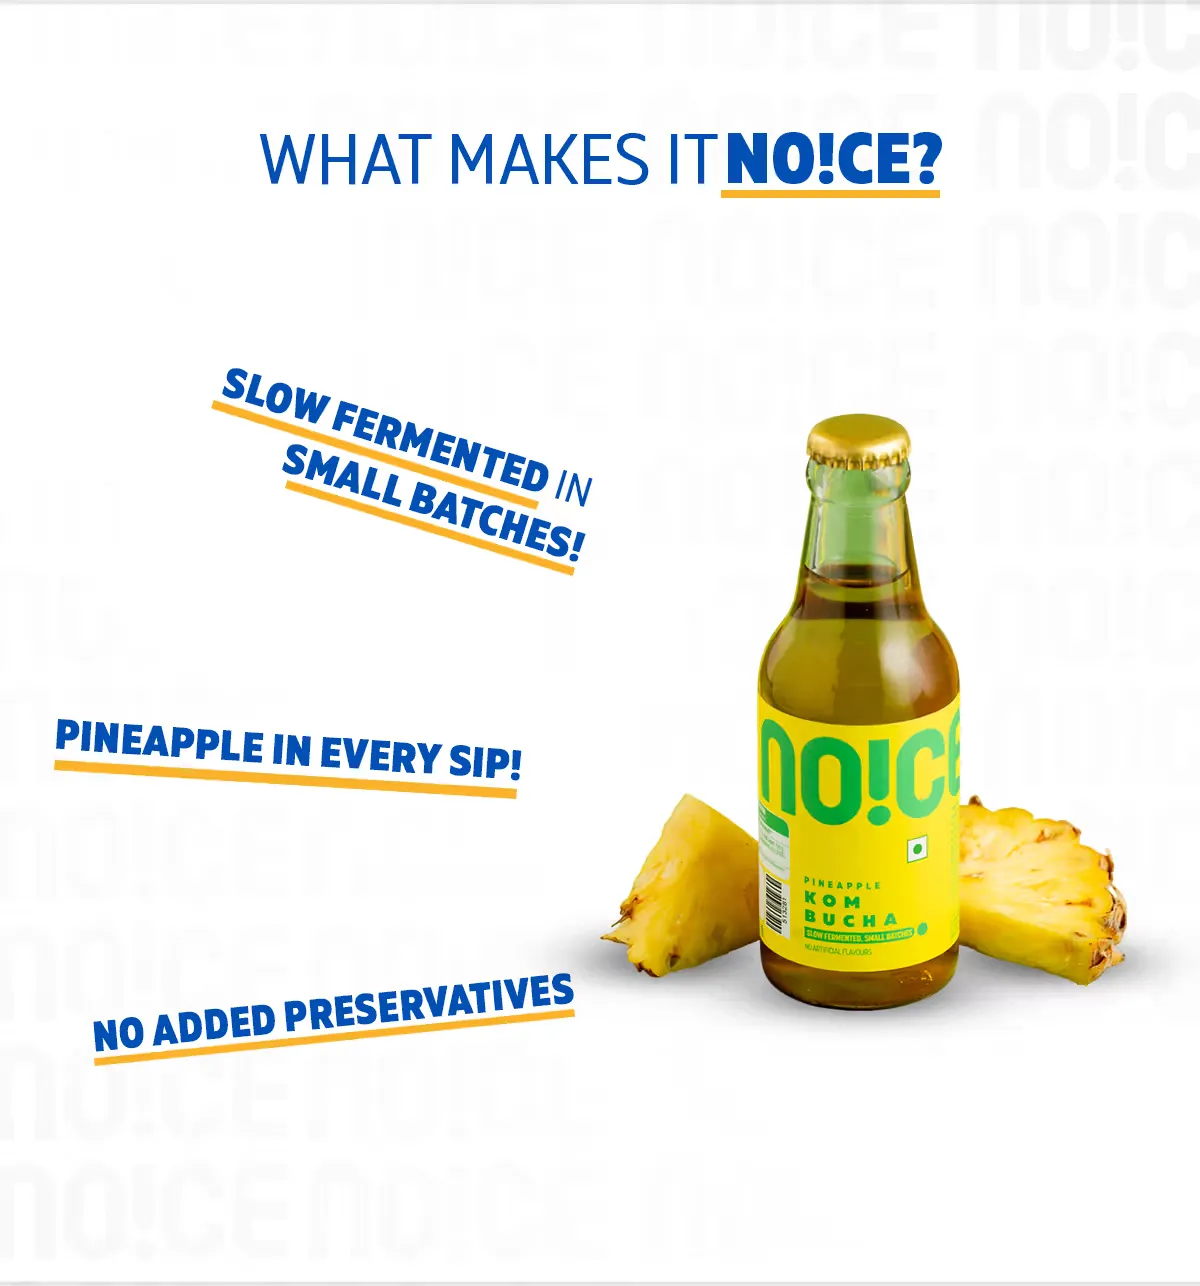 WHAT MAKES IT NO!CE?
SLOW FERMENTED IN
SMALL BATCHES!
PINEAPPLE IN EVERY SIP!
NO ADDED PRESERVATIVES
no!ce
PINEAPPLE
KOM
BUCHA
SLOW FERMENTED, SMALL BATCHES
NO ARTIFICIAL FLAVOURS